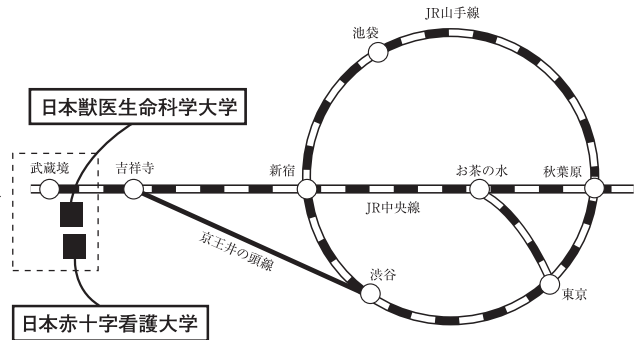 JR山手線
池袋
日本獣医生命科学大学
武蔵境
吉祥寺
新宿
お茶の水
秋葉原
JR中央線
京王井の頭線
渋谷
東京
日本赤十字看護大学